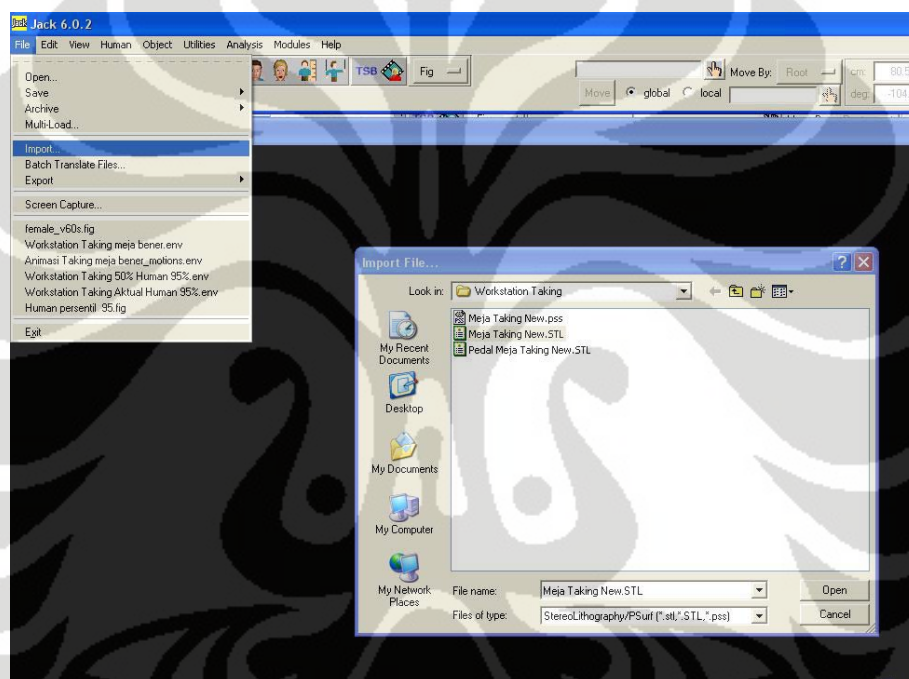 Jack Jack 6.0.2
File Edit View Human Object Utilities Analysis Modules Help
TSB Fig Move By: Root cm: 80.5
Move global local deg: -104
Open...
Save
Archive
Multi-Load...
Import...
Batch Translate Files...
Export
Screen Capture...
female_v60s.fig
Workstation Taking meja bener.env
Animasi Taking meja bener_motions.env
Workstation Taking 50% Human 95%.env
Workstation Taking Aktual Human 95%.env
Human persentil 95.fig
Exit
Import File...
Look in: Workstation Taking
My Recent Documents
Desktop
My Documents
My Computer
My Network Places
Meja Taking New.pss
Meja Taking New.STL
Pedal Meja Taking New.STL
File name: Meja Taking New.STL Open
Files of type: StereoLithography/PSurf (*.stl,*.STL,*.pss) Cancel